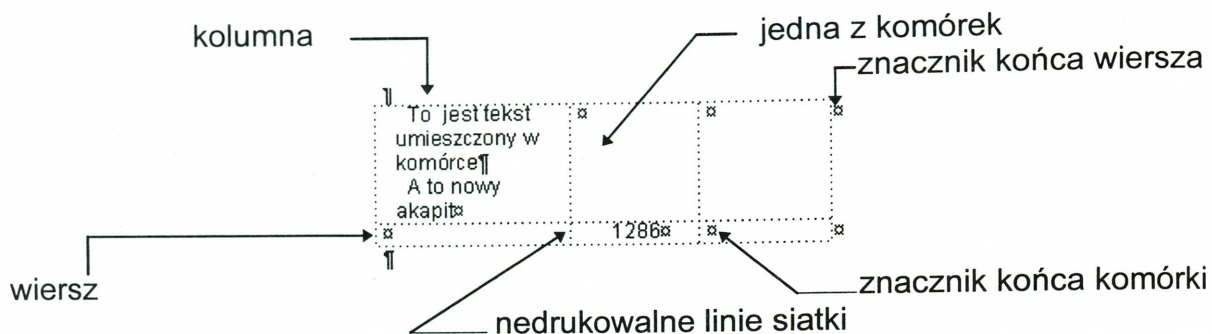 kolumna
jedna z komórek
znacznik końca wiersza
¶
To jest tekst
umieszczony w
komórce¶
A to nowy
akapit¤
¤
¤
¤
¤
1286¤
¤
¤
¶
wiersz
znacznik końca komórki
nedrukowalne linie siatki